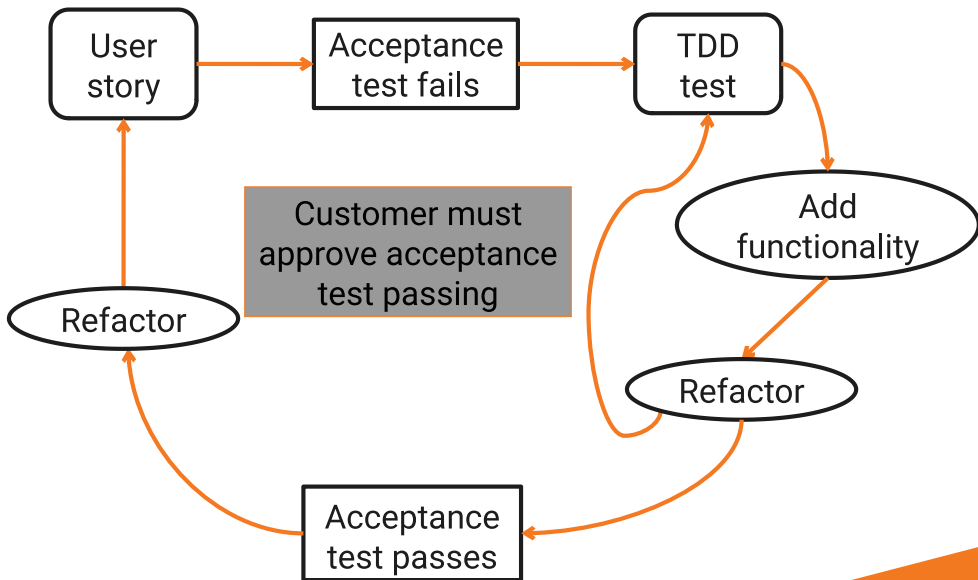 User
story
Acceptance
test fails
TDD
test
Add
functionality
Customer must
approve acceptance
test passing
Refactor
Refactor
Acceptance
test passes